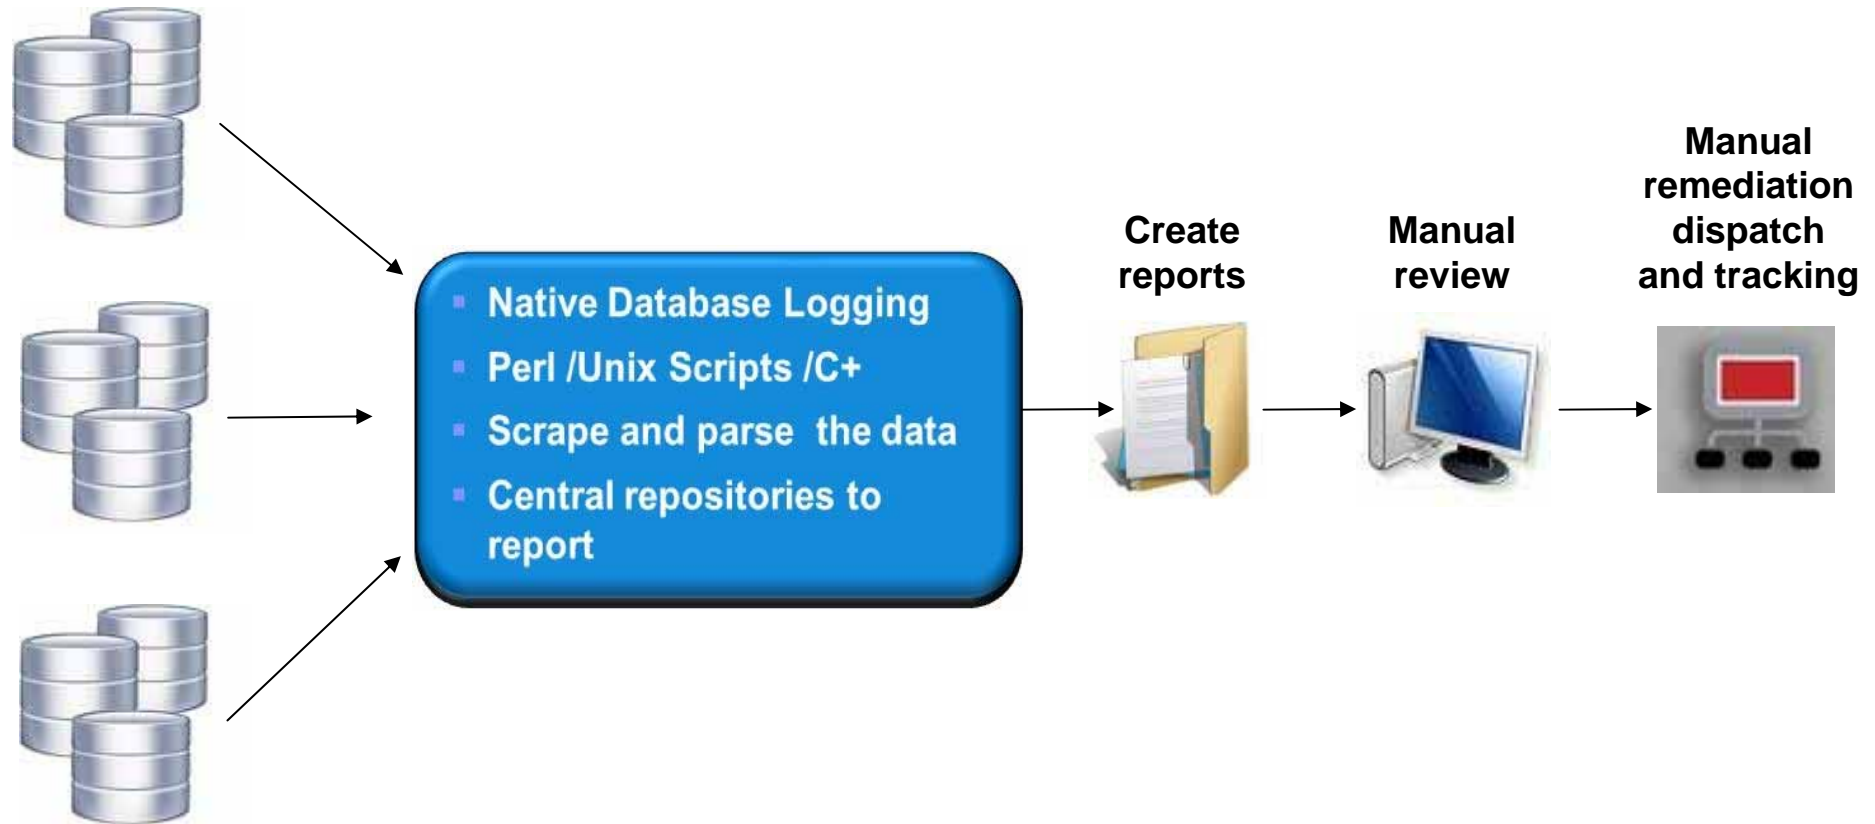 Native Database Logging
Perl /Unix Scripts /C+
Scrape and parse  the data
Central repositories to
report
Create
reports
Manual
review
Manual
remediation
dispatch
and tracking